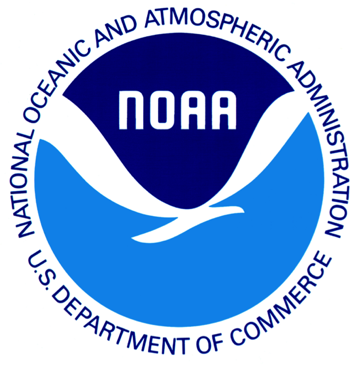 NATIONAL OCEANIC AND ATMOSPHERIC ADMINISTRATION
NOAA
U.S. DEPARTMENT OF COMMERCE